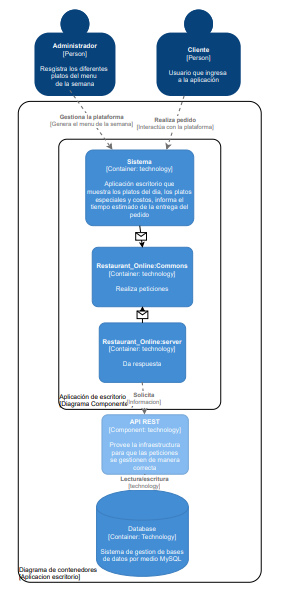 Administrador
[Person]
Resgistra los diferentes
platos del menu
de la semana
Cliente
[Person]
Usuario que ingresa
a la aplicación
Gestiona la plataforma
[Genera el menu de la semana]
Realiza pedido
[Interactúa con la plataforma]
Sistema
[Container: technology]
Aplicación escritorio que
muestra los platos del día, los platos
especiales y costos, informa el
tiempo estimado de la entrega del
pedido
Restaurant_Online:Commons
[Container: technology]
Realiza peticiones
Restaurant_Online:server
[Container: technology]
Da respuesta
Aplicación de escritorio
[Diagrama Componente
Solicita
[Informacion]
API REST
[Component: technology]
Provee la infraestructura
para que las peticiones
se gestionen de manera
correcta
Lectura/escritura
[technology]
Database
[Container: Technology]
Sistema de gestion de bases
de datos por medio MySQL
Diagrama de contenedores
[Aplicacion escritorio]